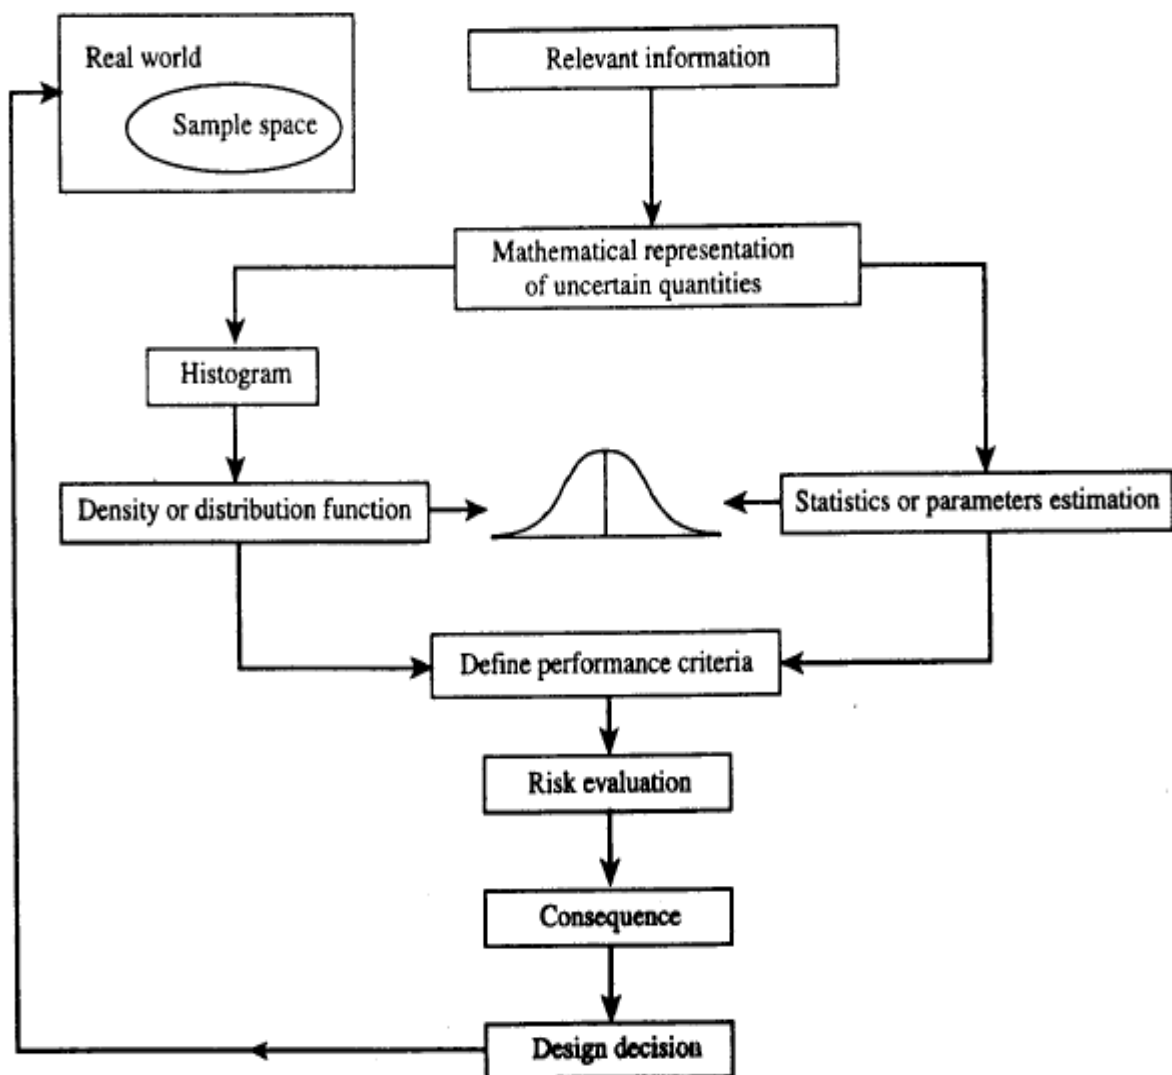 Real world
Sample space
Relevant information
Mathematical representation
of uncertain quantities
Histogram
Density or distribution function
Statistics or parameters estimation
Define performance criteria
Risk evaluation
Consequence
Design decision